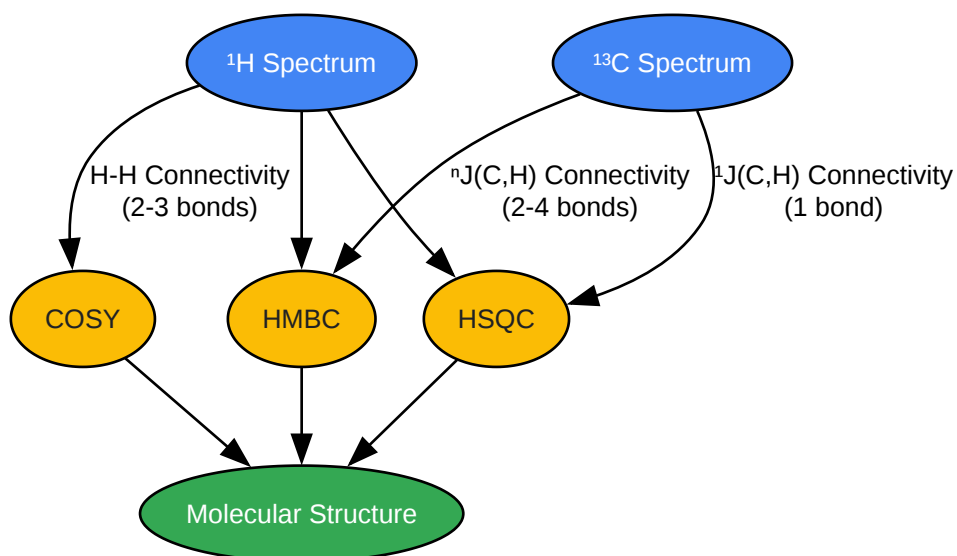 ¹H Spectrum
¹³C Spectrum
H-H Connectivity
(2-3 bonds)
ⁿJ(C,H) Connectivity
(2-4 bonds)
¹J(C,H) Connectivity
(1 bond)
COSY
HMBC
HSQC
Molecular Structure